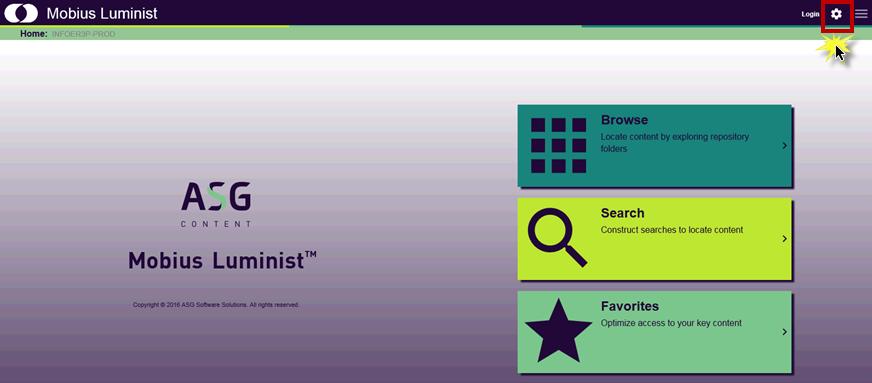 Mobius Luminist
Login
Home: INFOER3P-PROD
Browse
Locate content by exploring repository
folders
Search
Construct searches to locate content
Favorites
Optimize access to your key content
ASG
CONTENT
Mobius Luminist™
Copyright © 2016 ASG Software Solutions. All rights reserved.